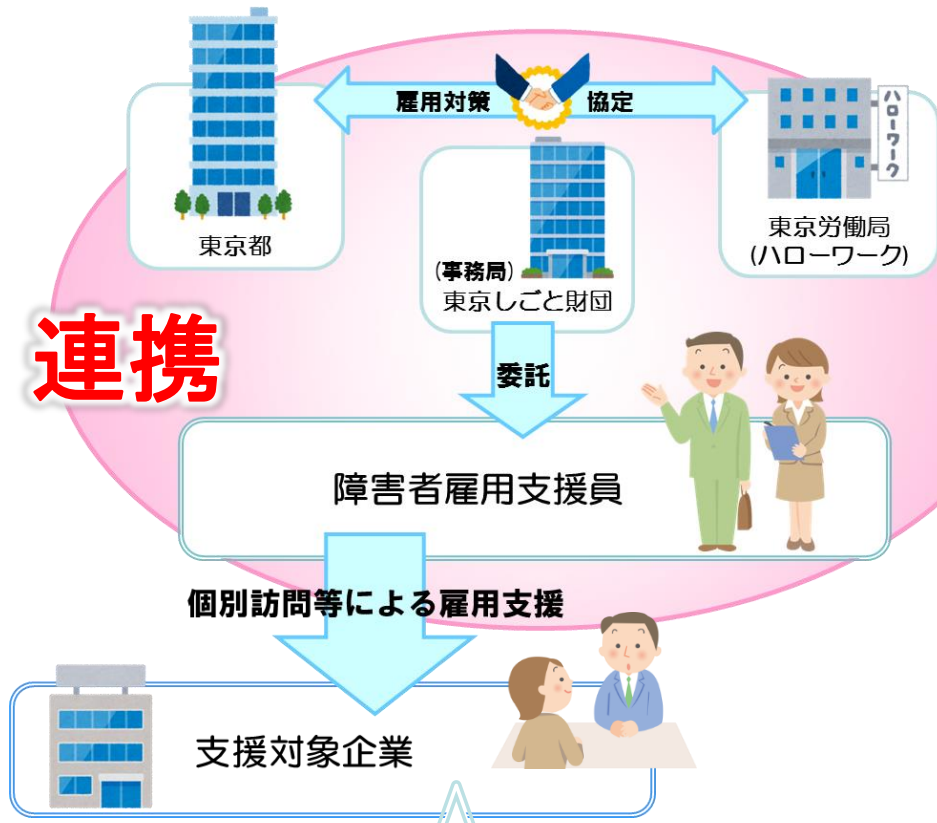 雇用対策 協定
ハローワーク
東京都
東京労働局
(ハローワーク)
(事務局)
東京しごと財団
連携
委託
障害者雇用支援員
個別訪問等による雇用支援
支援対象企業